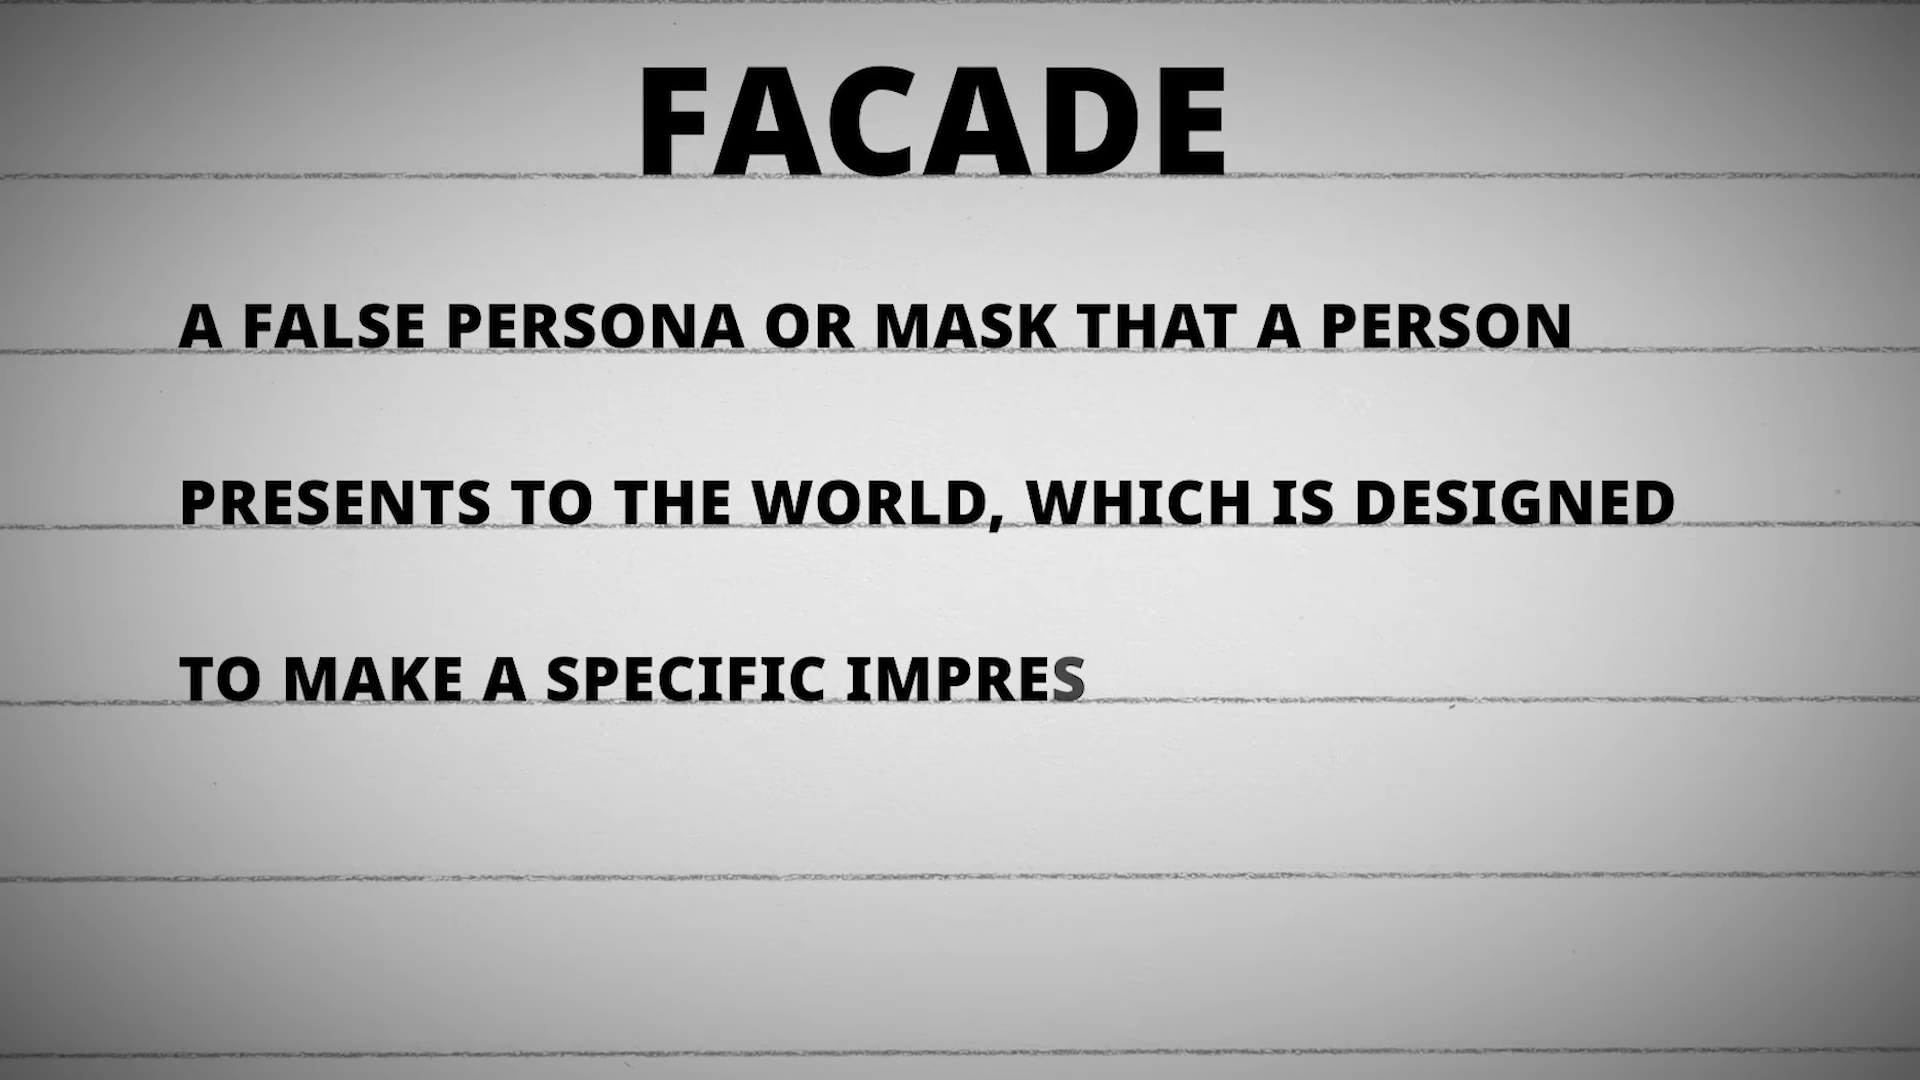 FACADE
A FALSE PERSONA OR MASK THAT A PERSON
PRESENTS TO THE WORLD, WHICH IS DESIGNED
TO MAKE A SPECIFIC IMPRES